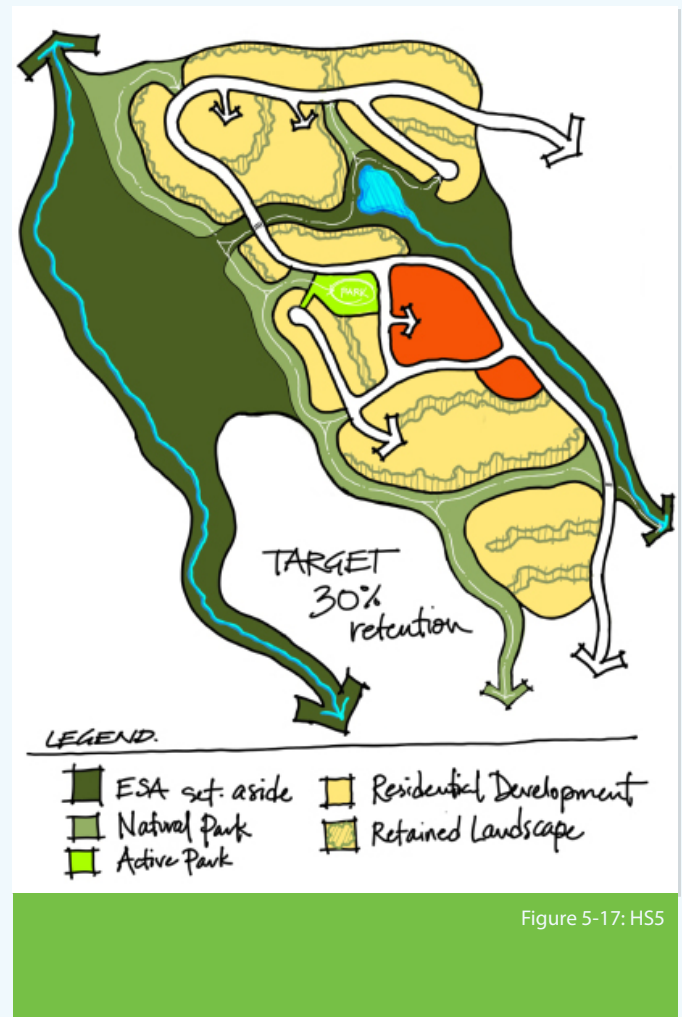 PARK
TARGET
30%
retention
LEGEND.
ESA set aside
Natural Park
Active Park
Residential Development
Retained Landscape
Figure 5-17: HS5